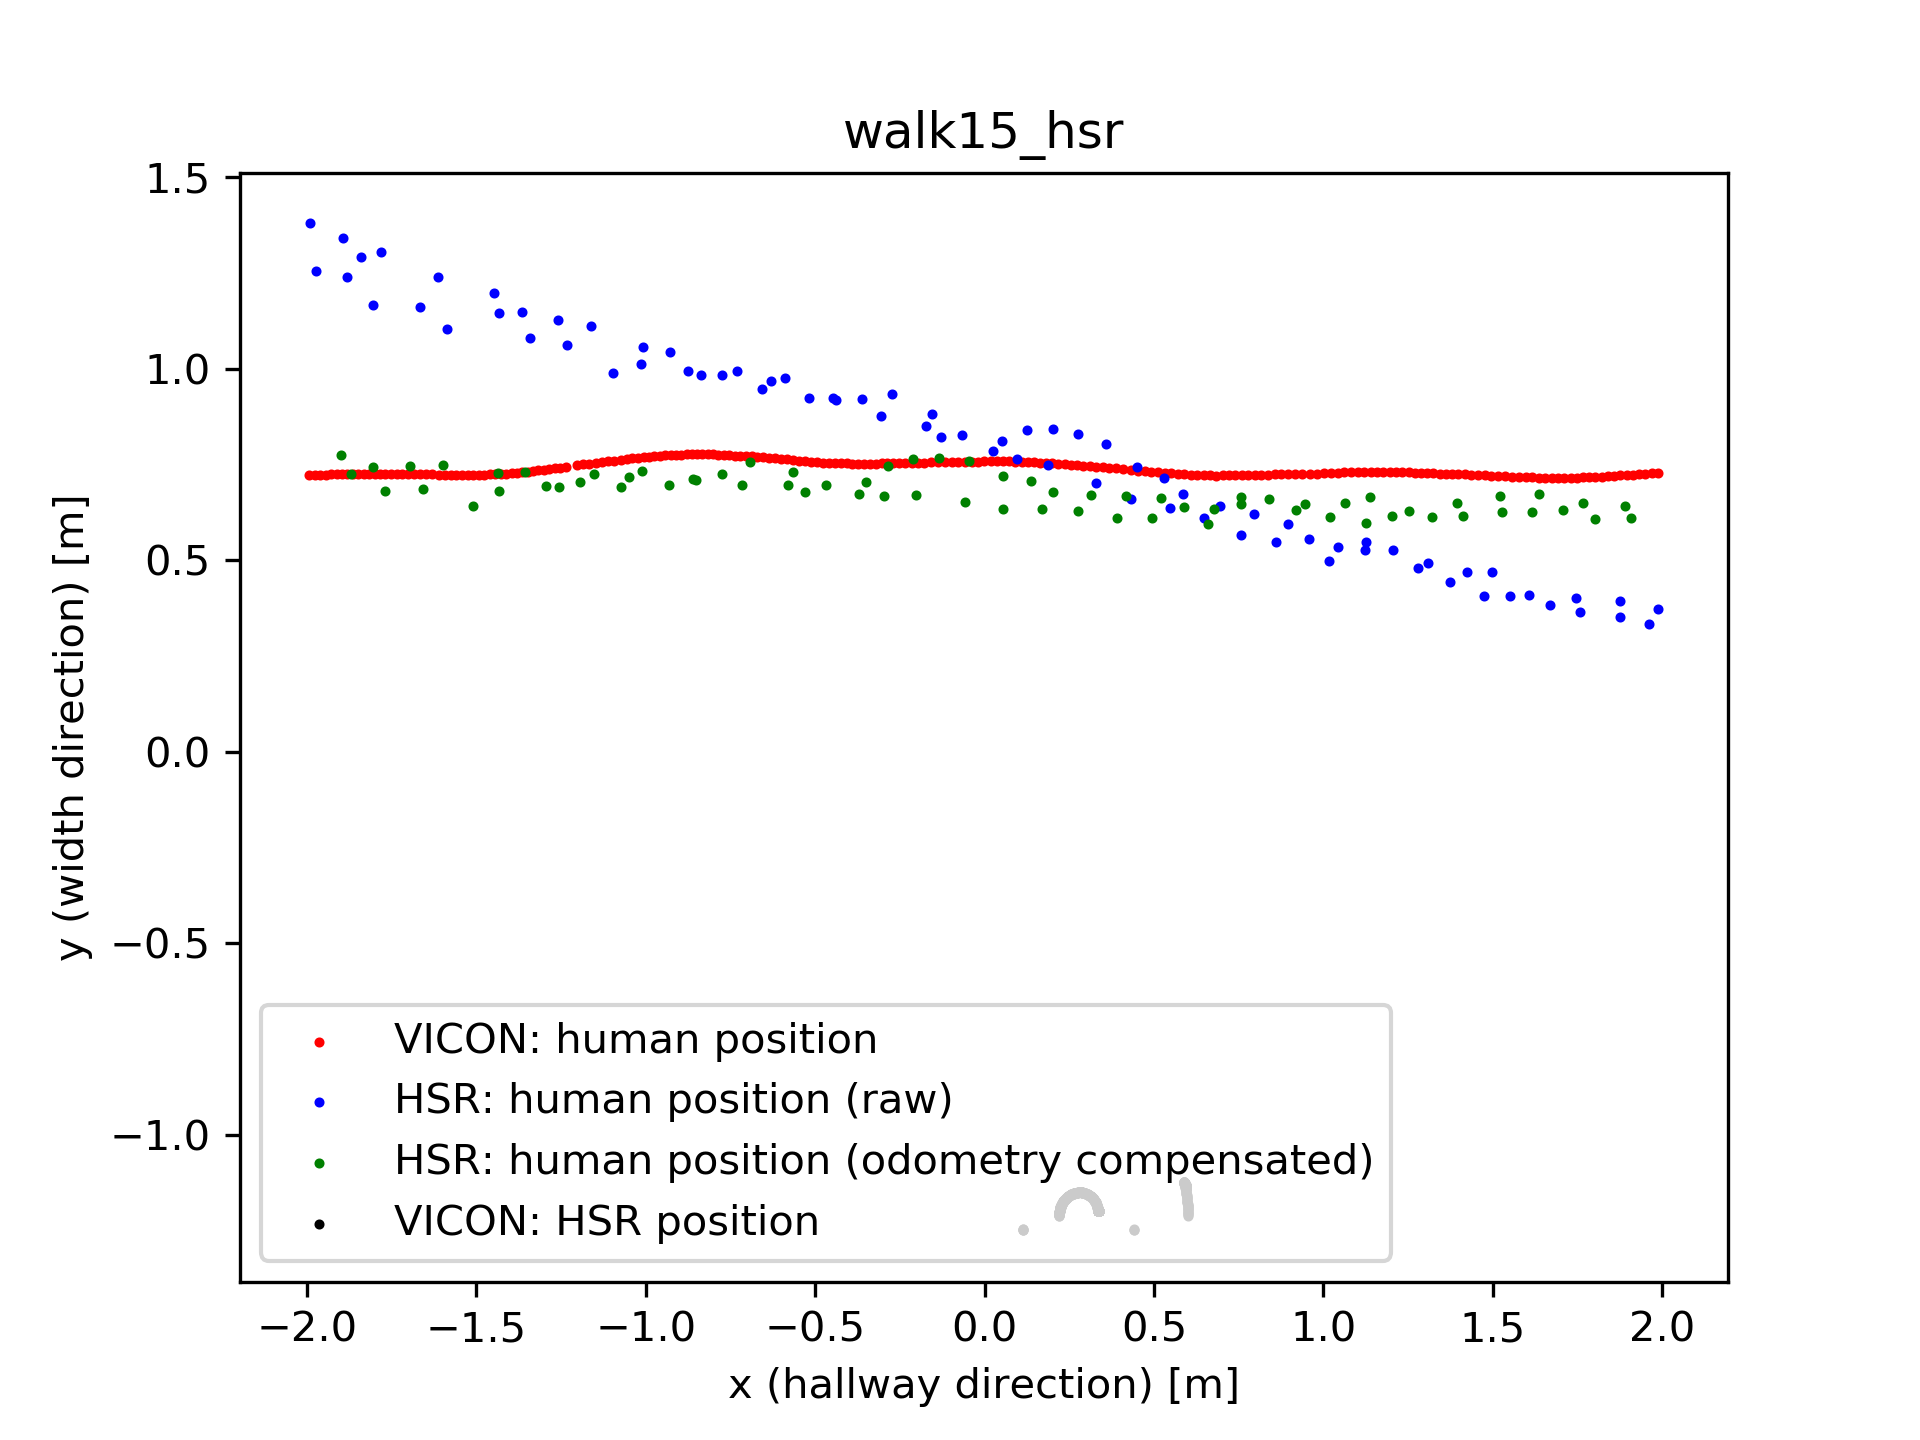 walk15_hsr
1.5
1.0
0.5
0.0
−0.5
−1.0
y (width direction) [m]
VICON: human position
HSR: human position (raw)
HSR: human position (odometry compensated)
VICON: HSR position
−2.0 −1.5 −1.0 −0.5 0.0 0.5 1.0 1.5 2.0
x (hallway direction) [m]